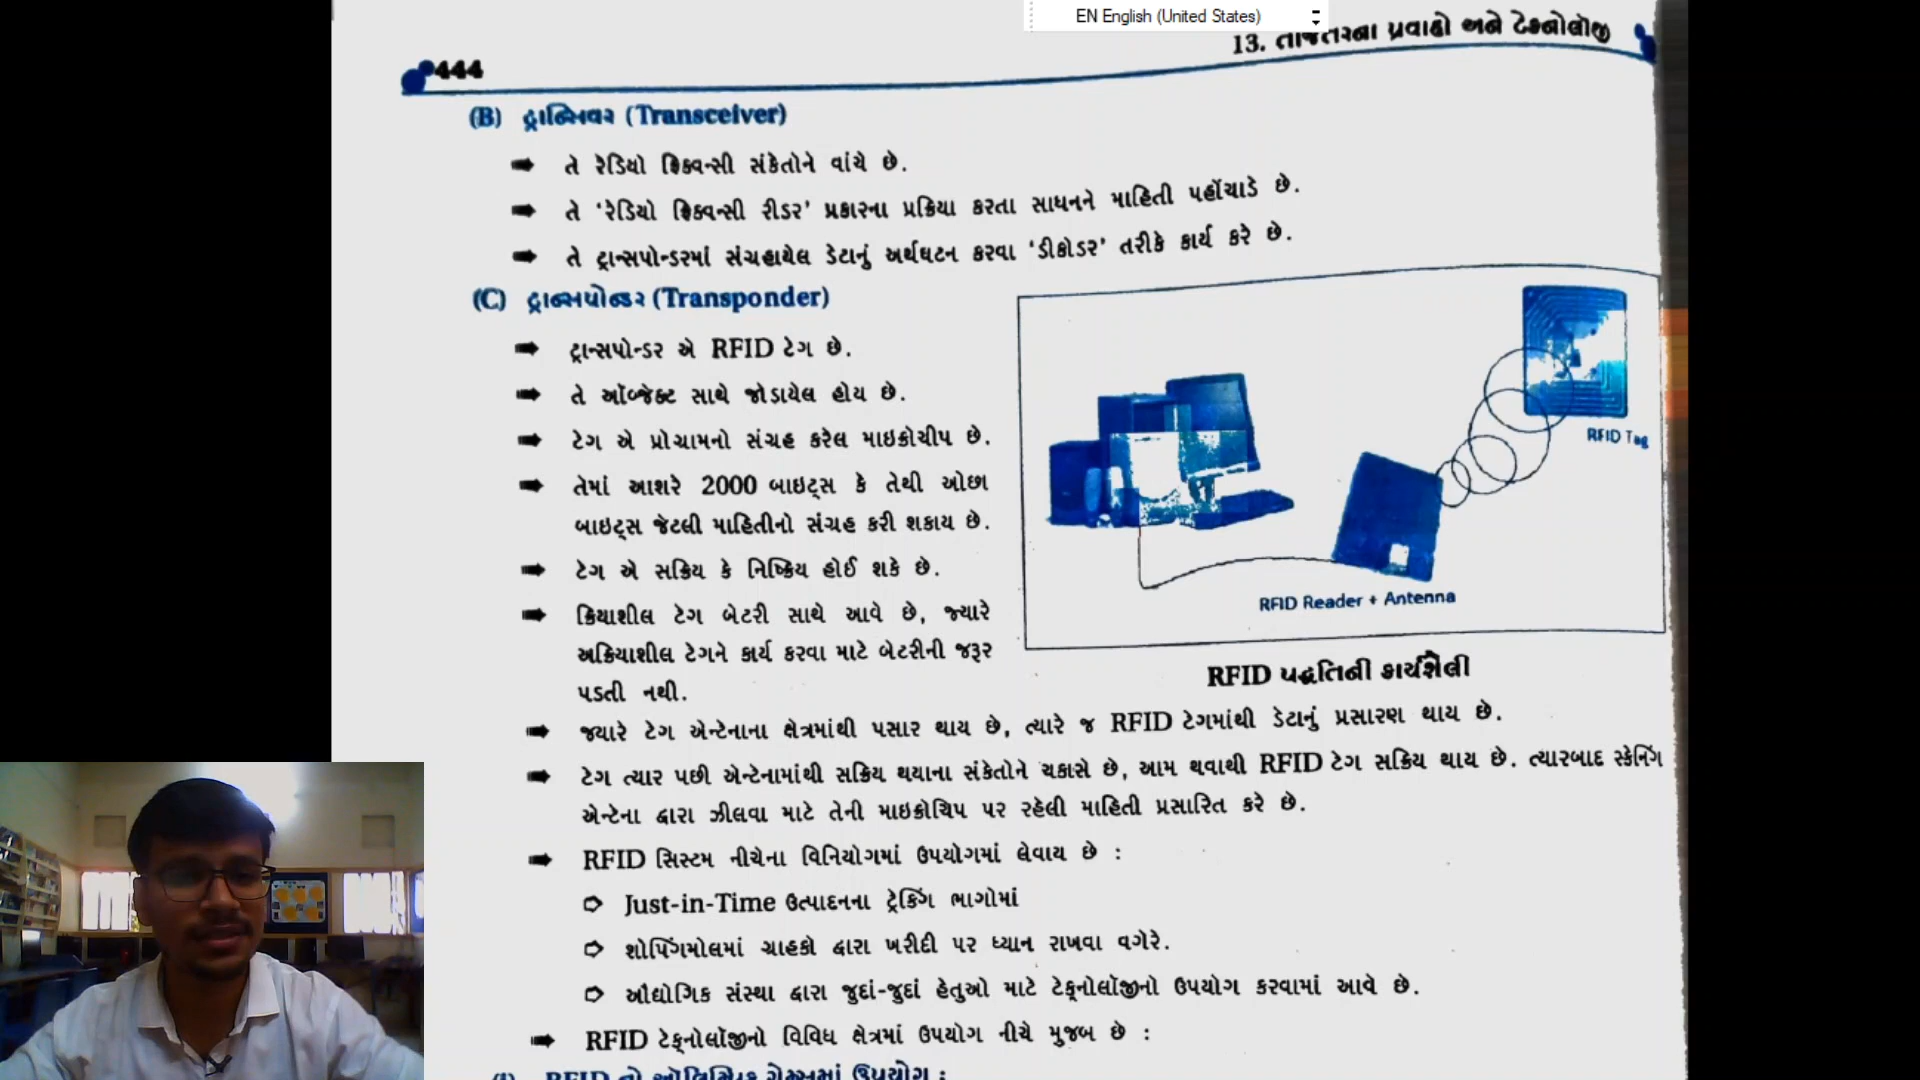 EN English (United States)
13. તાજેતરના પ્રવાહો અને ટેક્નોલૉજી
444
(B) ટ્રાન્સિવર (Transceiver)
➡ તે રેડિયો ફ્રિક્વન્સી સંકેતોને વાંચે છે.
➡ તે ‘રેડિયો ફ્રિક્વન્સી રીડર’ પ્રકારના પ્રક્રિયા કરતા સાધનને માહિતી પહોંચાડે છે.
➡ તે ટ્રાન્સપોન્ડરમાં સંગ્રહાયેલ ડેટાનું અર્થઘટન કરવા ‘ડીકોડર’ તરીકે કાર્ય કરે છે.
(C) ટ્રાન્સપોન્ડર (Transponder)
➡ ટ્રાન્સપોન્ડર એ RFID ટેગ છે.
➡ તે ઑબ્જેક્ટ સાથે જોડાયેલ હોય છે.
➡ ટેગ એ પ્રોગ્રામનો સંગ્રહ કરેલ માઇક્રોચીપ છે.
➡ તેમાં આશરે 2000 બાઇટ્સ કે તેથી ઓછા
બાઇટ્સ જેટલી માહિતીનો સંગ્રહ કરી શકાય છે.
➡ ટેગ એ સક્રિય કે નિષ્ક્રિય હોઈ શકે છે.
➡ ક્રિયાશીલ ટેગ બેટરી સાથે આવે છે, જ્યારે
અક્રિયાશીલ ટેગને કાર્ય કરવા માટે બેટરીની જરૂર
પડતી નથી.
RFID Tag
RFID Reader + Antenna
RFID પદ્ધતિની કાર્યશૈલી
➡ જ્યારે ટેગ એન્ટેનાના ક્ષેત્રમાંથી પસાર થાય છે, ત્યારે જ RFID ટેગમાંથી ડેટાનું પ્રસારણ થાય છે.
➡ ટેગ ત્યાર પછી એન્ટેનામાંથી સક્રિય થયાના સંકેતોને ચકાસે છે, આમ થવાથી RFID ટેગ સક્રિય થાય છે. ત્યારબાદ સ્કેનિંગ
એન્ટેના દ્વારા ઝીલવા માટે તેની માઇક્રોચિપ પર રહેલી માહિતી પ્રસારિત કરે છે.
➡ RFID સિસ્ટમ નીચેના વિનિયોગમાં ઉપયોગમાં લેવાય છે :
➩ Just-in-Time ઉત્પાદનના ટ્રેકિંગ ભાગોમાં
➩ શોપિંગમોલમાં ગ્રાહકો દ્વારા ખરીદી પર ધ્યાન રાખવા વગેરે.
➩ ઔદ્યોગિક સંસ્થા દ્વારા જુદાં-જુદાં હેતુઓ માટે ટેક્નોલૉજીનો ઉપયોગ કરવામાં આવે છે.
➡ RFID ટેક્નોલૉજીનો વિવિધ ક્ષેત્રમાં ઉપયોગ નીચે મુજબ છે :
RFID નો ઑલિમ્પિક ગેમ્સમાં ઉપયોગ :